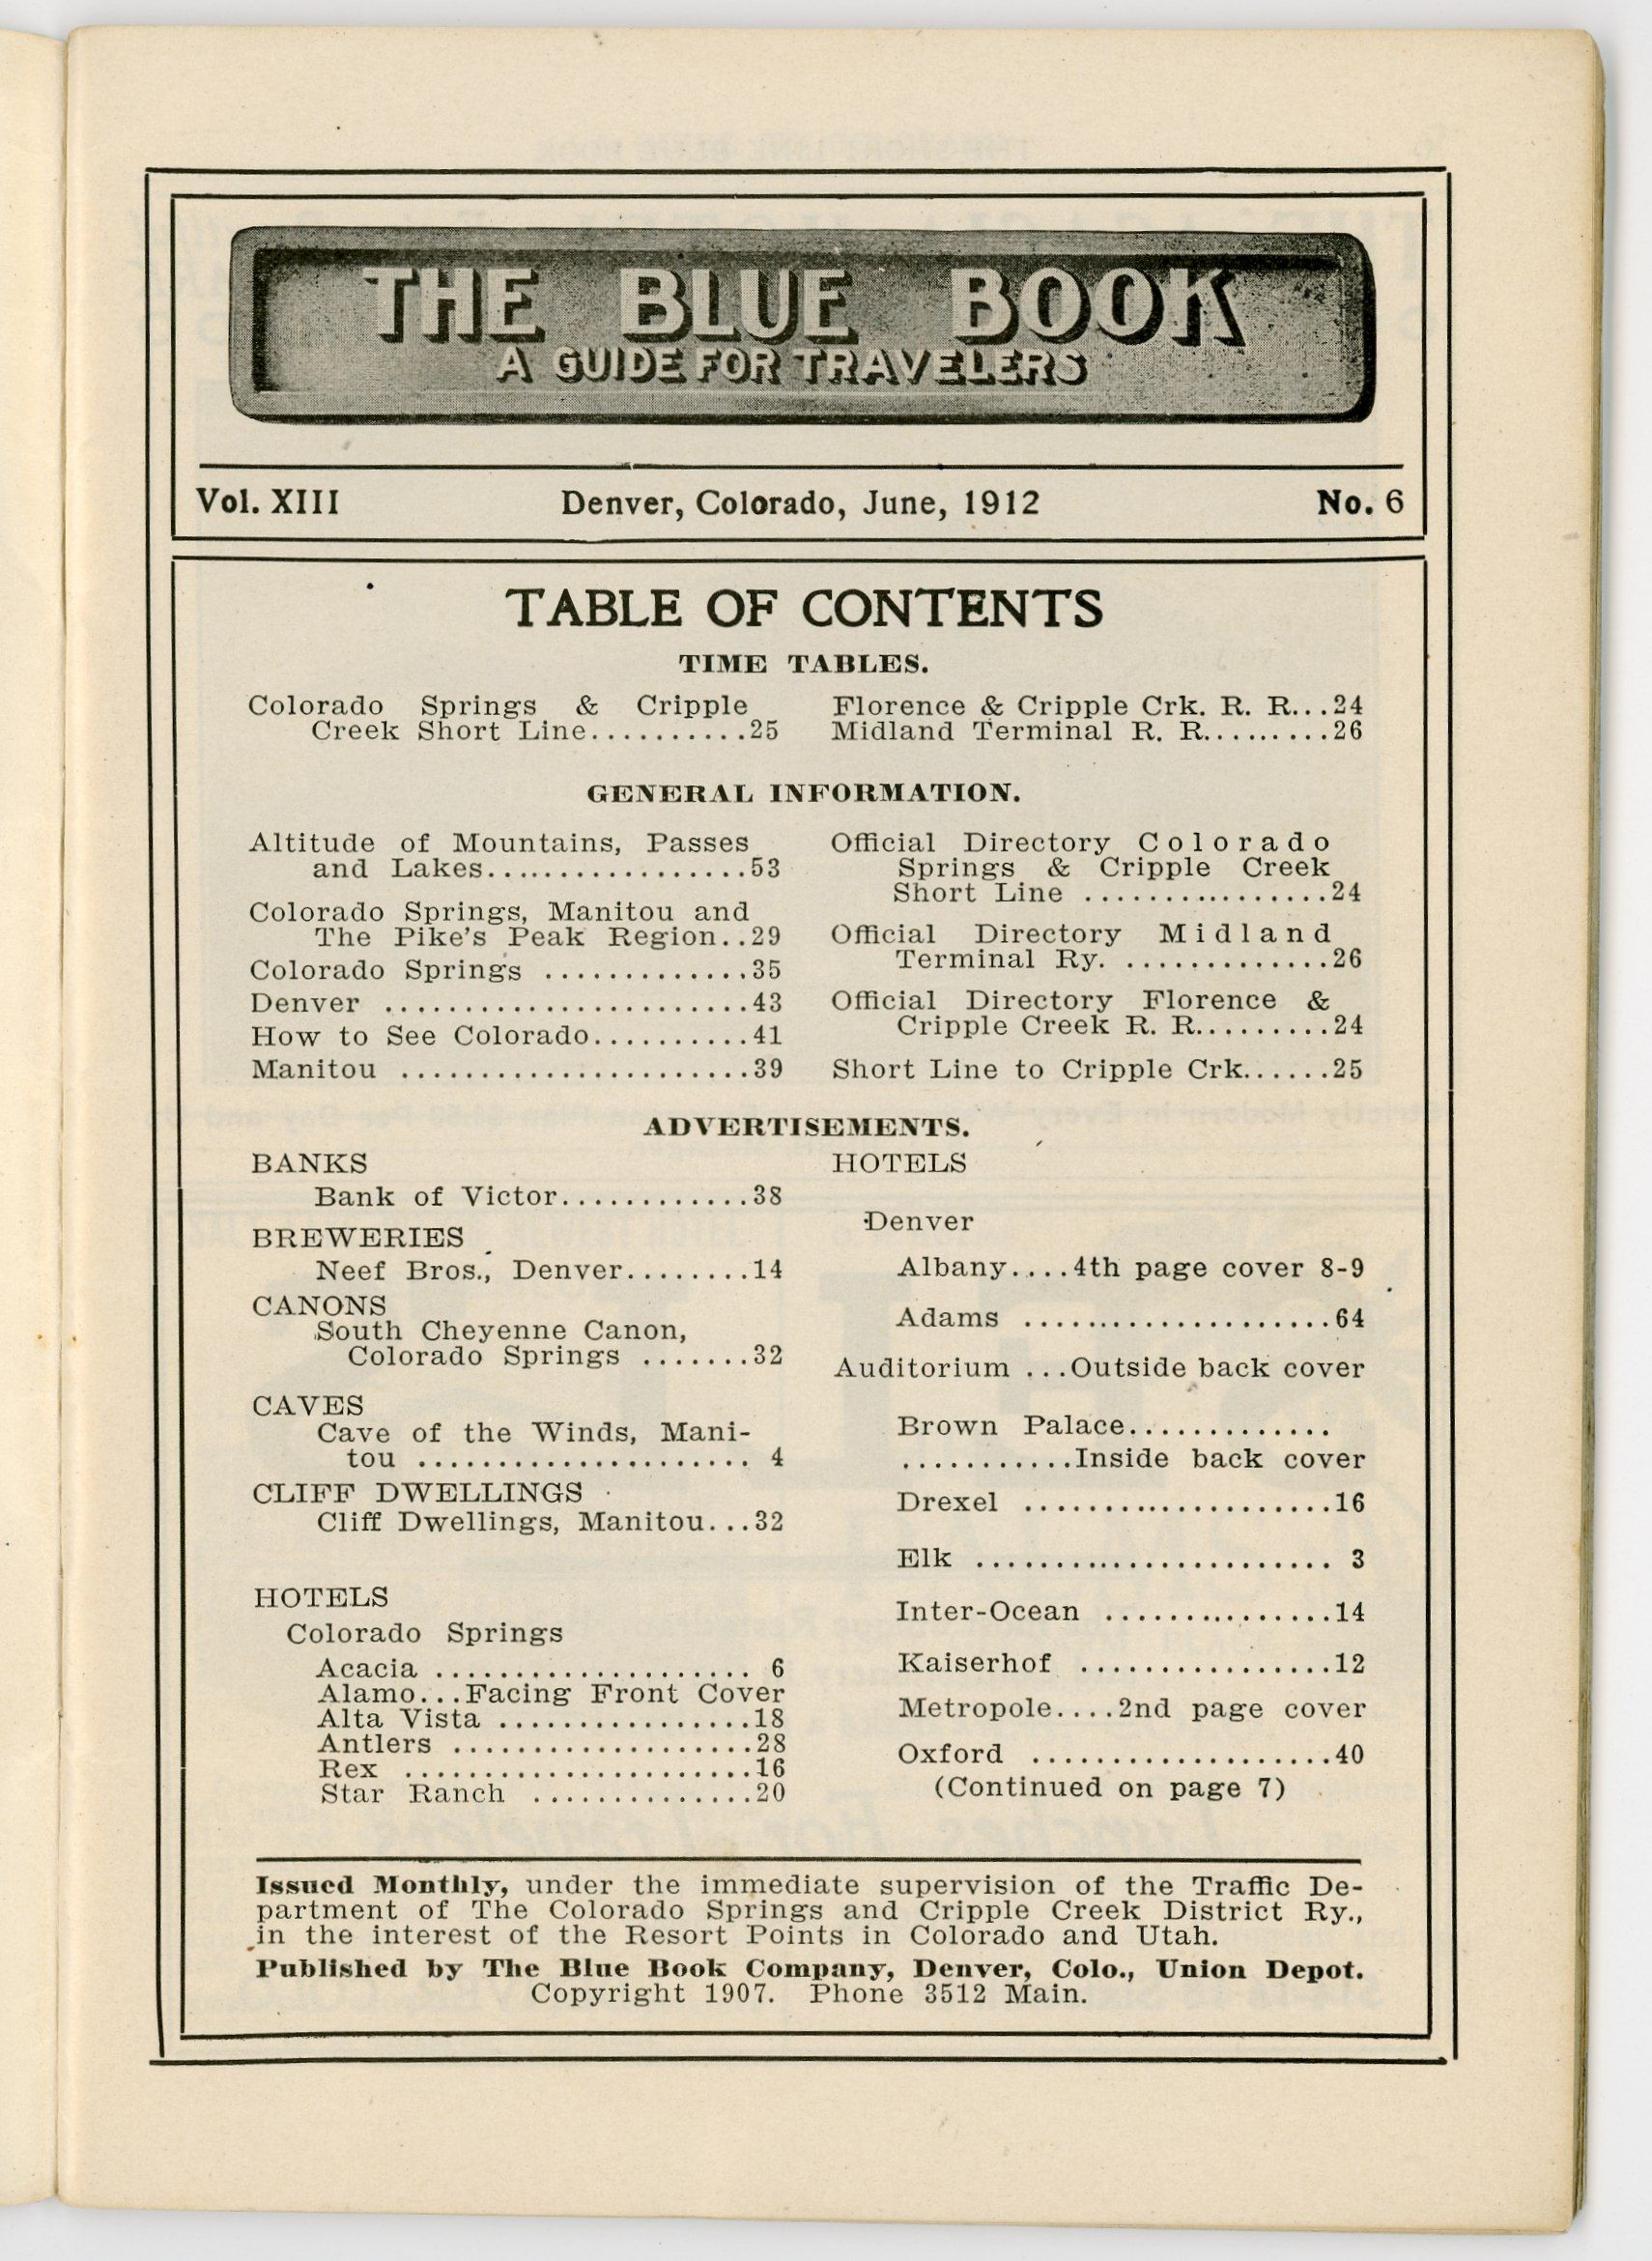 THE BLUE BOOK
A GUIDE FOR TRAVELERS
Vol. XIII Denver, Colorado, June, 1912 No. 6
TABLE OF CONTENTS
TIME TABLES.
Colorado Springs & Cripple
Creek Short Line..........25
Florence & Cripple Crk. R. R...24
Midland Terminal R. R.........26
GENERAL INFORMATION.
Altitude of Mountains, Passes
and Lakes.................53
Colorado Springs, Manitou and
The Pike's Peak Region..29
Colorado Springs .............35
Denver .......................43
How to See Colorado..........41
Manitou ......................39
Official Directory Colorado
Springs & Cripple Creek
Short Line ...............24
Official Directory Midland
Terminal Ry. .............26
Official Directory Florence &
Cripple Creek R. R.........24
Short Line to Cripple Crk......25
ADVERTISEMENTS.
BANKS
Bank of Victor............38
BREWERIES
Neef Bros., Denver........14
CANONS
South Cheyenne Canon,
Colorado Springs .......32
CAVES
Cave of the Winds, Mani-
tou ..................... 4
CLIFF DWELLINGS
Cliff Dwellings, Manitou...32
HOTELS
Colorado Springs
Acacia .................... 6
Alamo...Facing Front Cover
Alta Vista ................18
Antlers ...................28
Rex ......................16
Star Ranch ..............20
HOTELS
Denver
Albany....4th page cover 8-9
Adams ...................64
Auditorium ...Outside back cover
Brown Palace.............
...........Inside back cover
Drexel ...................16
Elk ...................... 3
Inter-Ocean ..............14
Kaiserhof ................12
Metropole....2nd page cover
Oxford ...................40
(Continued on page 7)
Issued Monthly, under the immediate supervision of the Traffic De-
partment of The Colorado Springs and Cripple Creek District Ry.,
in the interest of the Resort Points in Colorado and Utah.
Published by The Blue Book Company, Denver, Colo., Union Depot.
Copyright 1907. Phone 3512 Main.